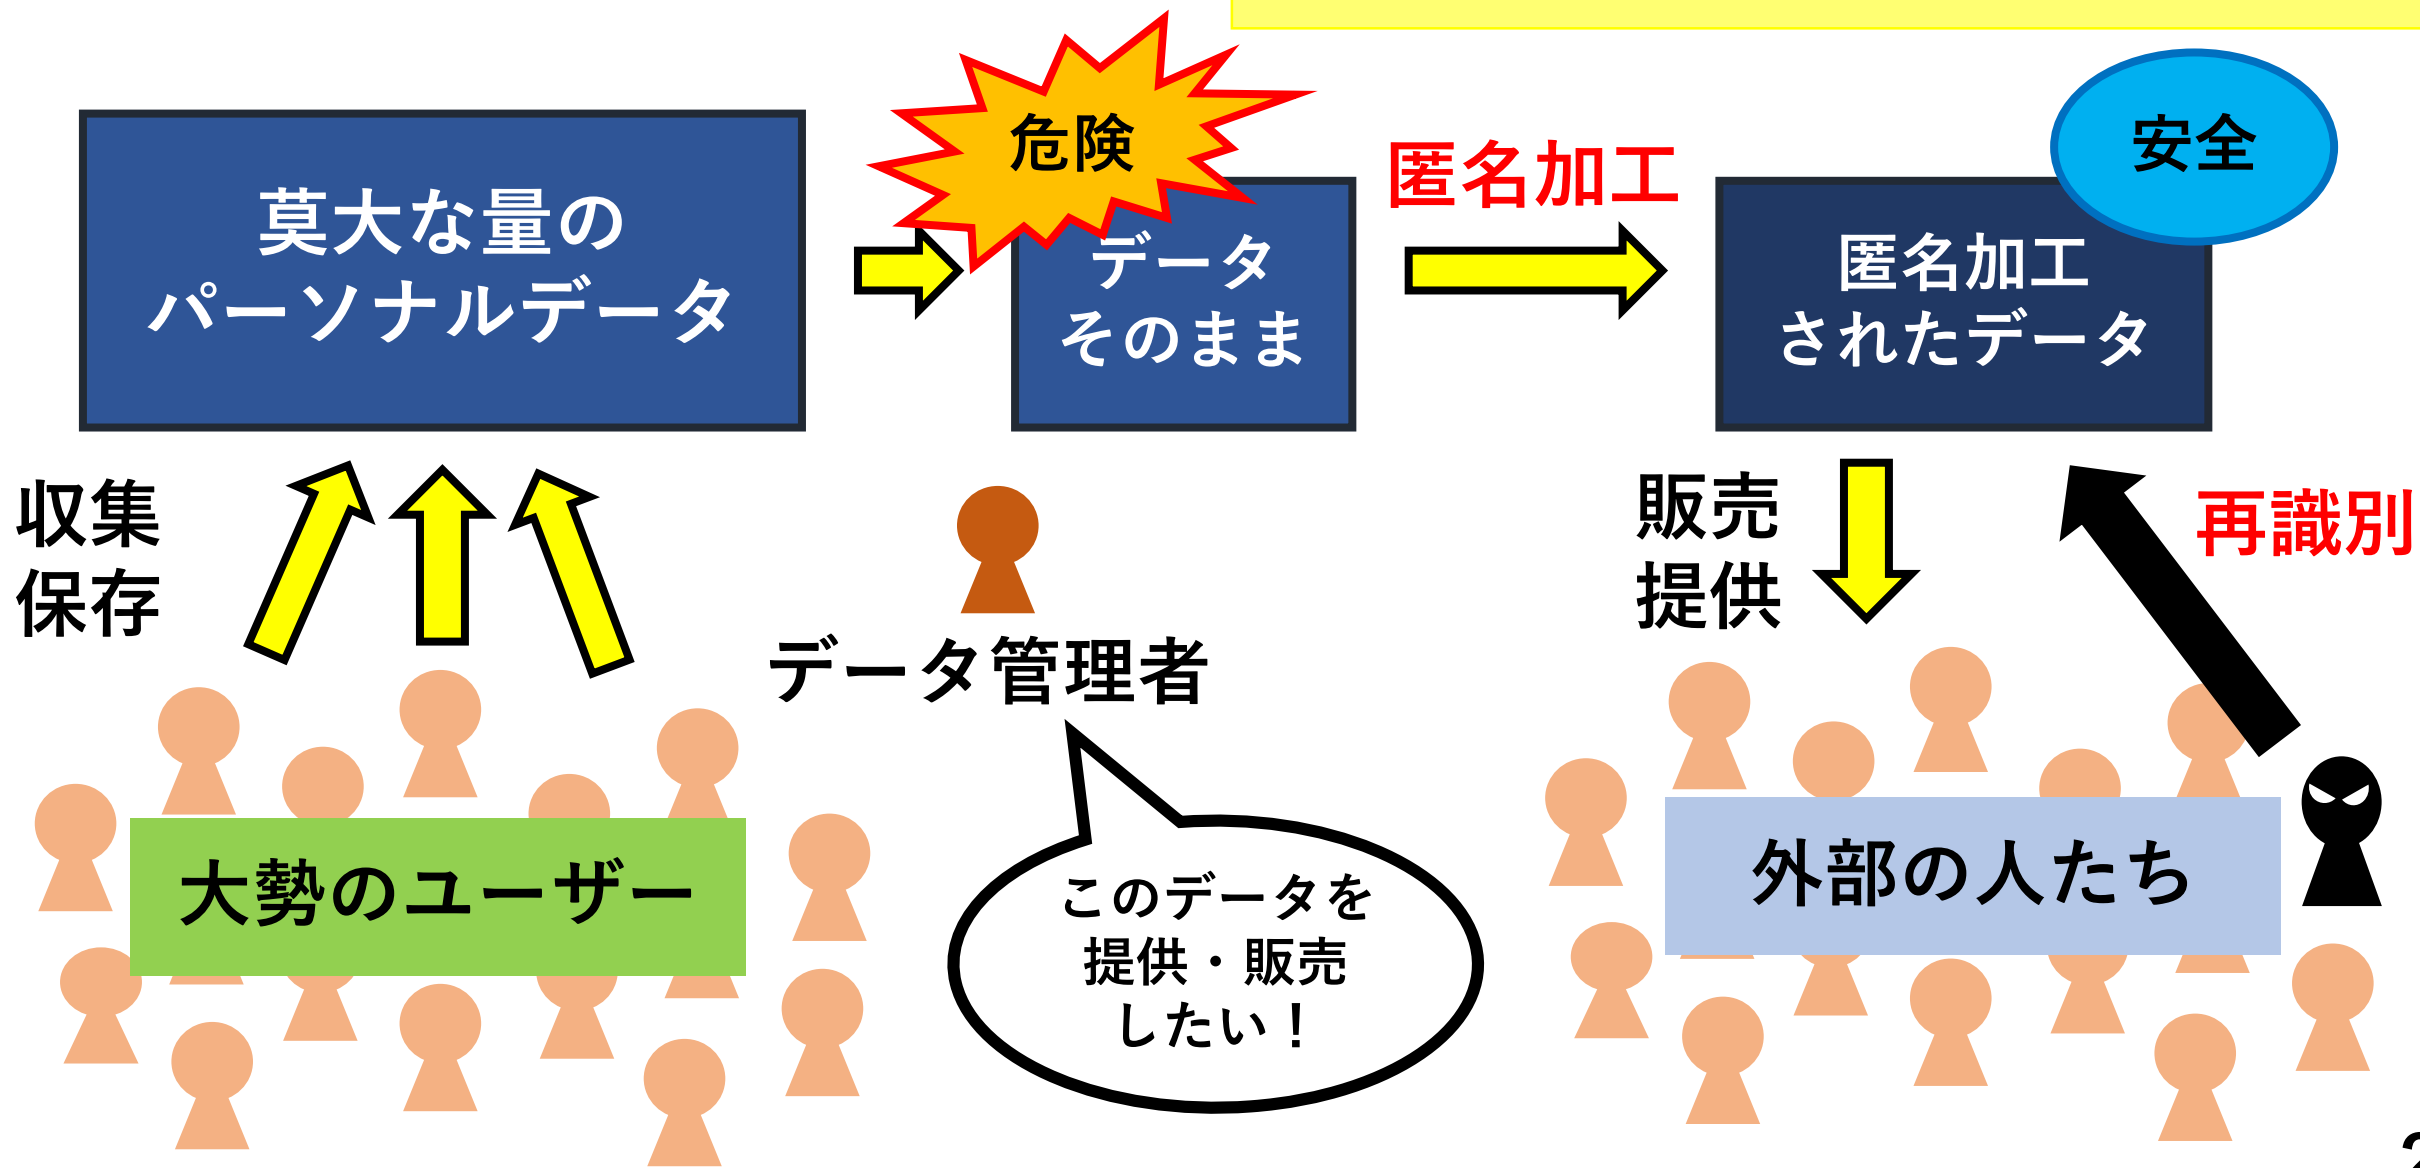 危険
安全
莫大な量の
パーソナルデータ
データ
そのまま
匿名加工
匿名加工
されたデータ
収集
保存
データ管理者
販売
提供
再識別
大勢のユーザー
このデータを
提供・販売
したい！
外部の人たち